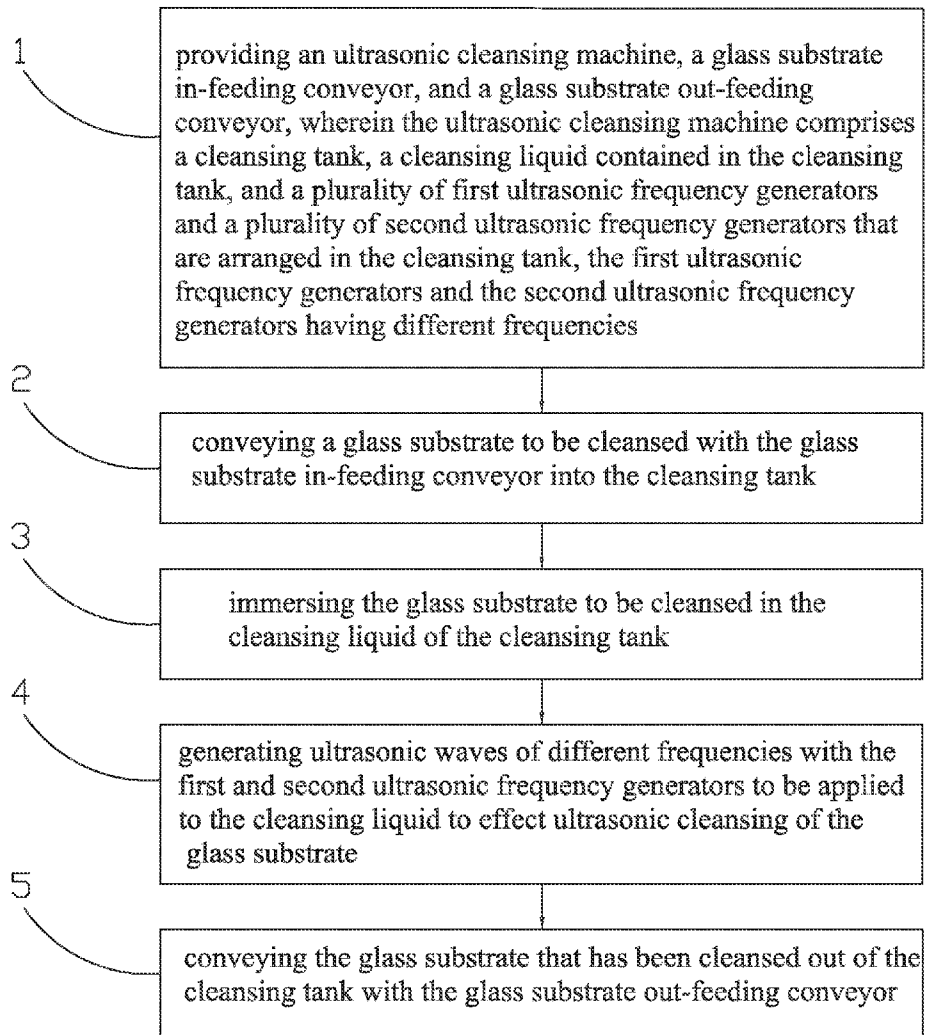 1
providing an ultrasonic cleansing machine, a glass substrate
in-feeding conveyor, and a glass substrate out-feeding
conveyor, wherein the ultrasonic cleansing machine comprises
a cleansing tank, a cleansing liquid contained in the cleansing
tank, and a plurality of first ultrasonic frequency generators
and a plurality of second ultrasonic frequency generators that
are arranged in the cleansing tank, the first ultrasonic
frequency generators and the second ultrasonic frequency
generators having different frequencies
2
conveying a glass substrate to be cleansed with the glass
substrate in-feeding conveyor into the cleansing tank
3
immersing the glass substrate to be cleansed in the
cleansing liquid of the cleansing tank
4
generating ultrasonic waves of different frequencies with the
first and second ultrasonic frequency generators to be applied
to the cleansing liquid to effect ultrasonic cleansing of the
glass substrate
5
conveying the glass substrate that has been cleansed out of the
cleansing tank with the glass substrate out-feeding conveyor